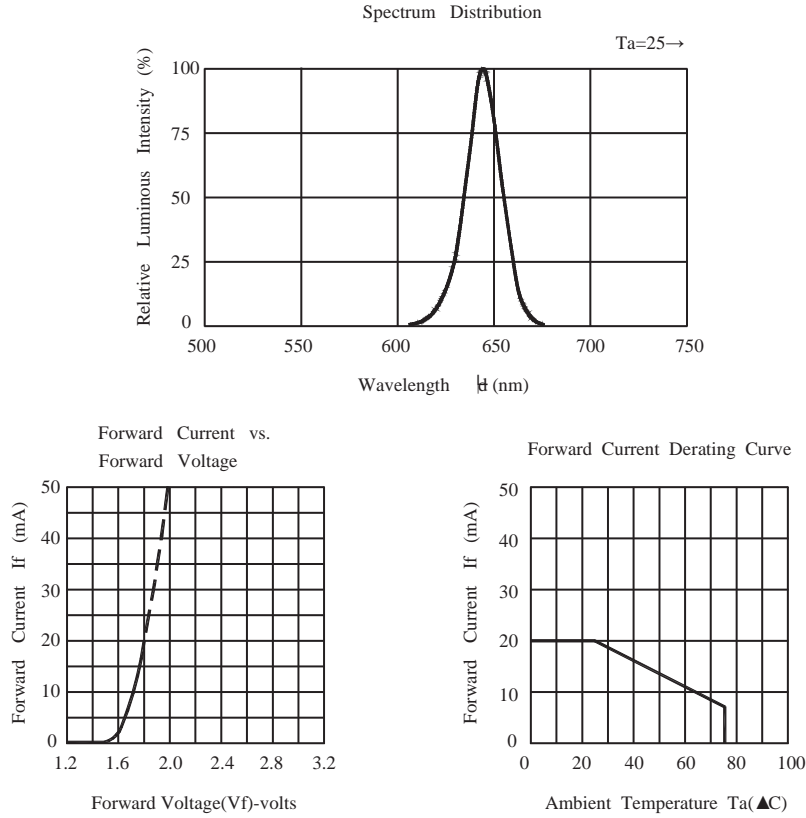 Spectrum Distribution
Ta=25→
Relative Luminous Intensity (%)
100
75
50
25
0
500 550 600 650 700 750
Wavelength (nm)
Forward Current vs.
Forward Voltage
Forward Current If (mA)
50
40
30
20
10
0
1.2 1.6 2.0 2.4 2.8 3.2
Forward Voltage(Vf)-volts
Forward Current Derating Curve
Forward Current If (mA)
50
40
30
20
10
0
0 20 40 60 80 100
Ambient Temperature Ta(▲C)